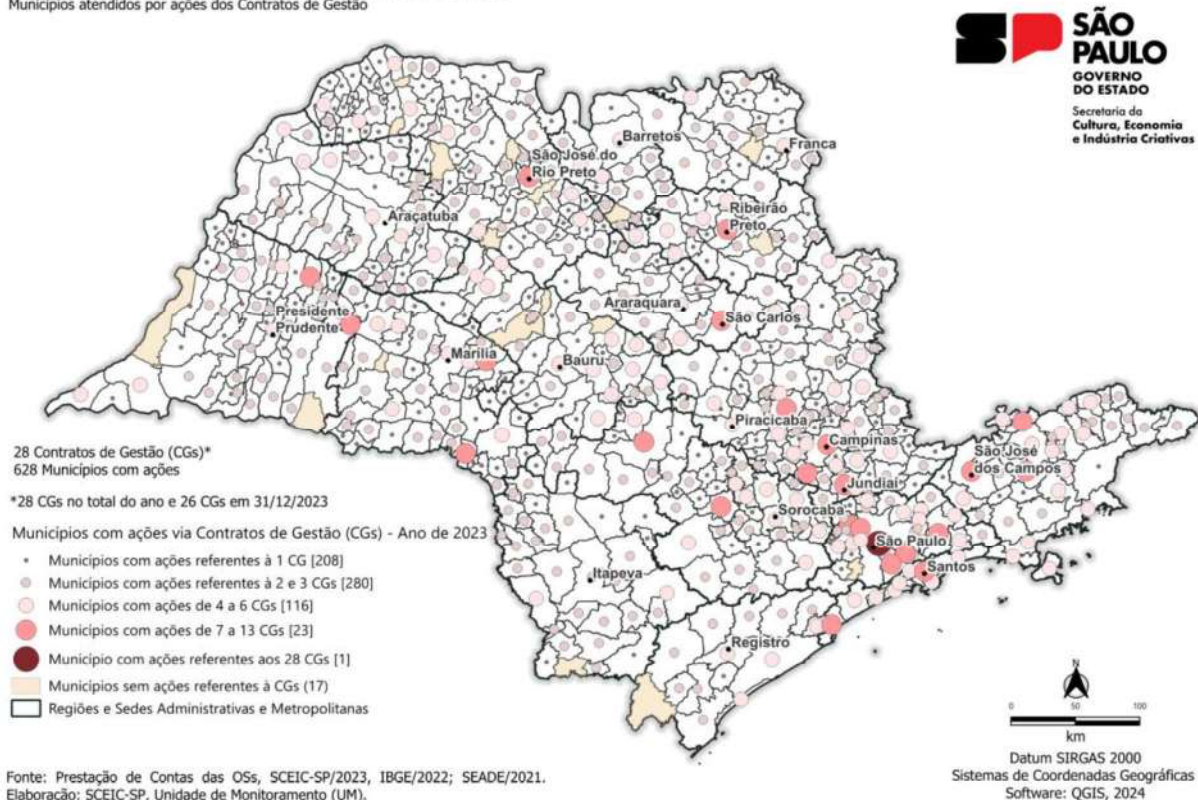 Municípios atendidos por ações dos Contratos de Gestão
SÃO
PAULO
GOVERNO
DO ESTADO
Secretaria da
Cultura, Economia
e Indústria Criativas
Barretos
Franca
São José do
Rio Preto
Ribeirão
Preto
Araçatuba
Araraquara
São Carlos
Presidente
Prudente
Marília
Bauru
Piracicaba
Campinas
São José
dos Campos
Jundiaí
Sorocaba
São Paulo
Santos
Itapeva
Registro
28 Contratos de Gestão (CGs)*
628 Municípios com ações
*28 CGs no total do ano e 26 CGs em 31/12/2023
Municípios com ações via Contratos de Gestão (CGs) - Ano de 2023
Municípios com ações referentes à 1 CG [208]
Municípios com ações referentes à 2 e 3 CGs [280]
Municípios com ações de 4 a 6 CGs [116]
Municípios com ações de 7 a 13 CGs [23]
Município com ações referentes aos 28 CGs [1]
Municípios sem ações referentes à CGs (17)
Regiões e Sedes Administrativas e Metropolitanas
N
0 50 100
km
Datum SIRGAS 2000
Sistemas de Coordenadas Geográficas
Software: QGIS, 2024
Fonte: Prestação de Contas das OSs, SCEIC-SP/2023, IBGE/2022; SEADE/2021.
Elaboração: SCEIC-SP, Unidade de Monitoramento (UM).